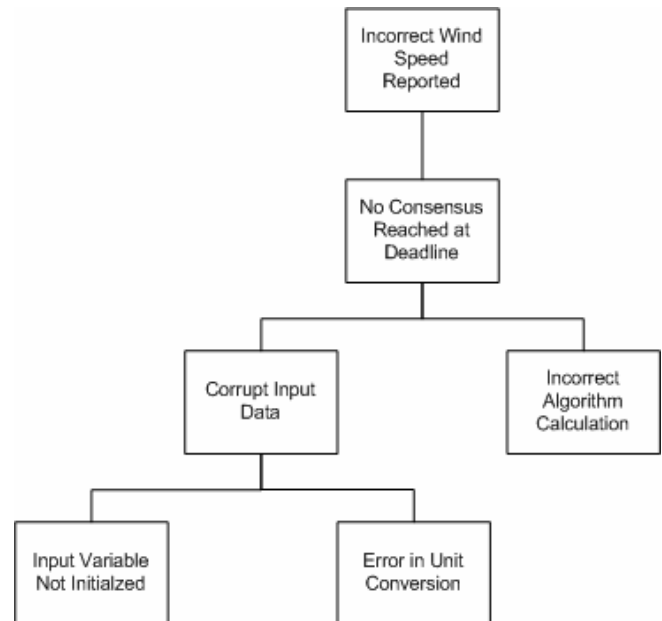 Incorrect Wind
Speed
Reported
No Consensus
Reached at
Deadline
Corrupt Input
Data
Incorrect
Algorithm
Calculation
Input Variable
Not Initialzed
Error in Unit
Conversion